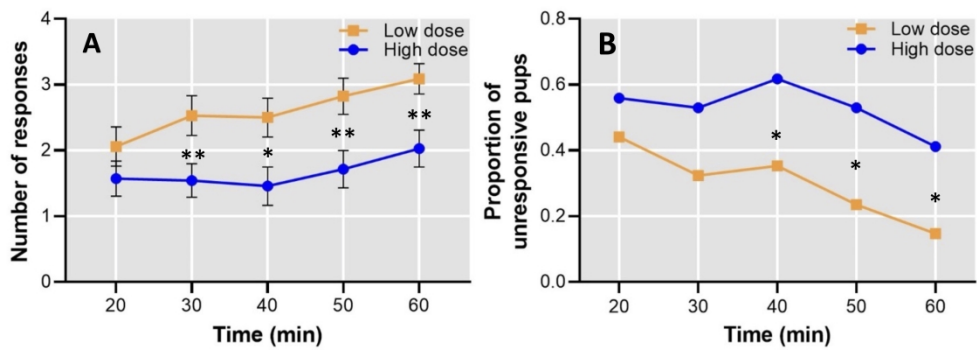 A
Low dose
High dose
Number of responses
4
3
2
1
0
**
*
**
**
20 30 40 50 60
Time (min)
B
Low dose
High dose
Proportion of
unresponsive pups
0.8
0.6
0.4
0.2
0.0
*
*
*
20 30 40 50 60
Time (min)